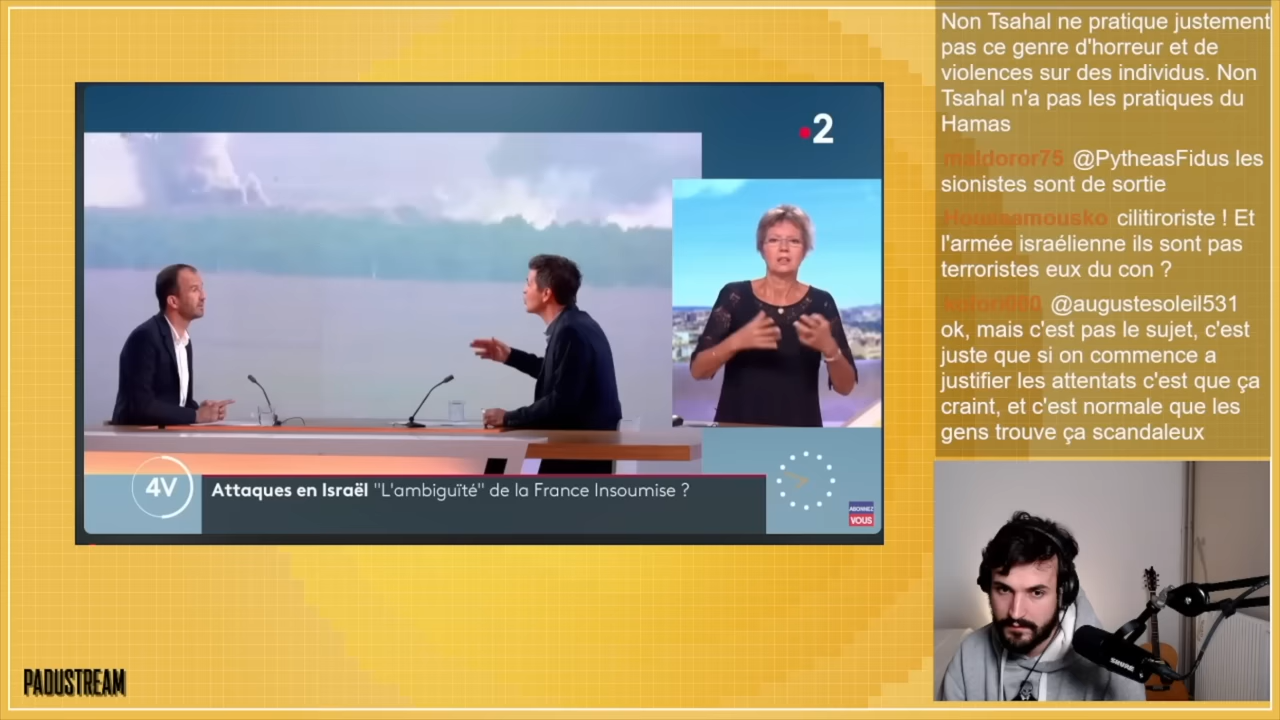 Non Tsahal ne pratique justement
pas ce genre d'horreur et de
violences sur des individus. Non
Tsahal n'a pas les pratiques du
Hamas
maldoror75 @PytheasFidus les
sionistes sont de sortie
cilitiroriste ! Et
l'armée israélienne ils sont pas
terroristes eux du con ?
@augustesoleil531
ok, mais c'est pas le sujet, c'est
juste que si on commence a
justifier les attentats c'est que ça
craint, et c'est normale que les
gens trouve ça scandaleux
2
4V
Attaques en Israël "L'ambiguïté" de la France Insoumise ?
ABONNEZ
VOUS
SHURE
PADUSTREAM